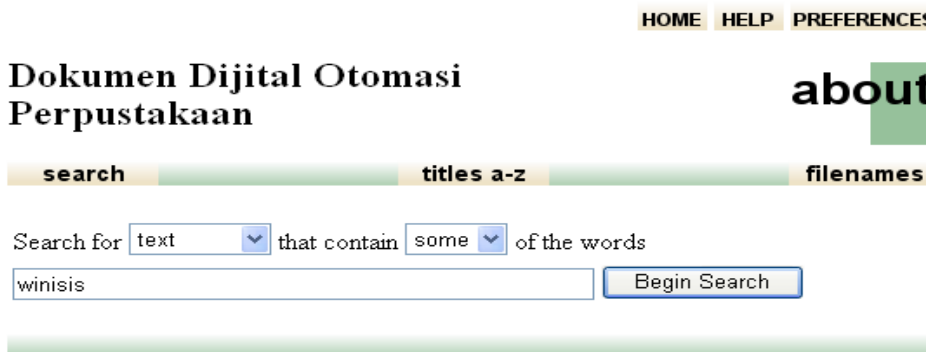 HOME HELP PREFERENCES
Dokumen Dijital Otomasi
Perpustakaan
about
search titles a-z filenames
Search for text that contain some of the words
winisis Begin Search